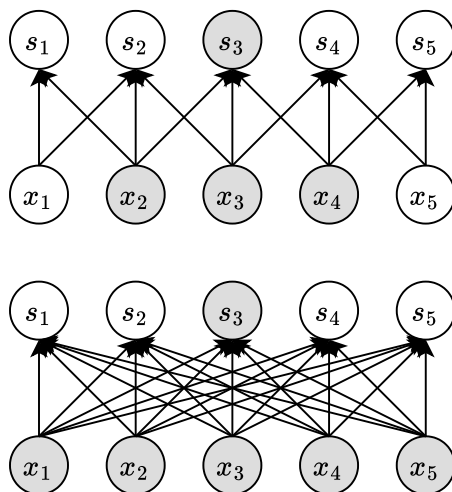 s₁ s₂ s₃ s₄ s₅
x₁ x₂ x₃ x₄ x₅
s₁ s₂ s₃ s₄ s₅
x₁ x₂ x₃ x₄ x₅